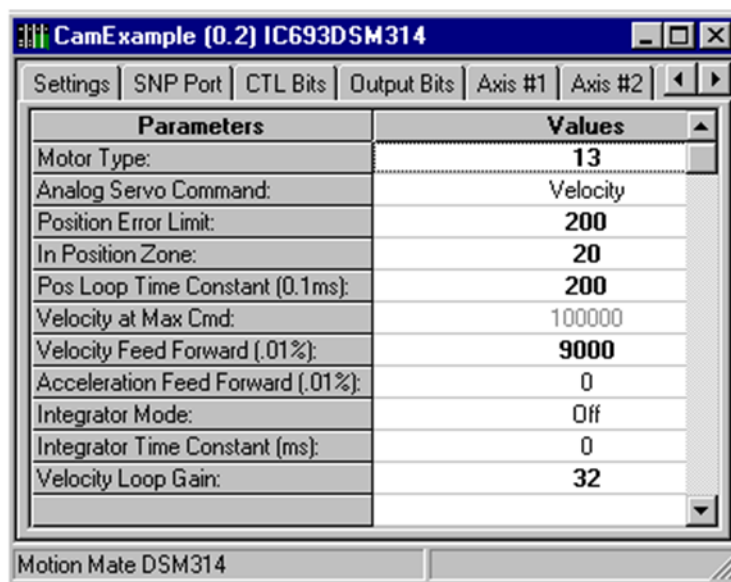 CamExample (0.2) IC693DSM314
Settings SNP Port CTL Bits Output Bits Axis #1 Axis #2
Parameters Values
Motor Type: 13
Analog Servo Command: Velocity
Position Error Limit: 200
In Position Zone: 20
Pos Loop Time Constant (0.1ms): 200
Velocity at Max Cmd: 100000
Velocity Feed Forward (.01%): 9000
Acceleration Feed Forward (.01%): 0
Integrator Mode: Off
Integrator Time Constant (ms): 0
Velocity Loop Gain: 32
Motion Mate DSM314